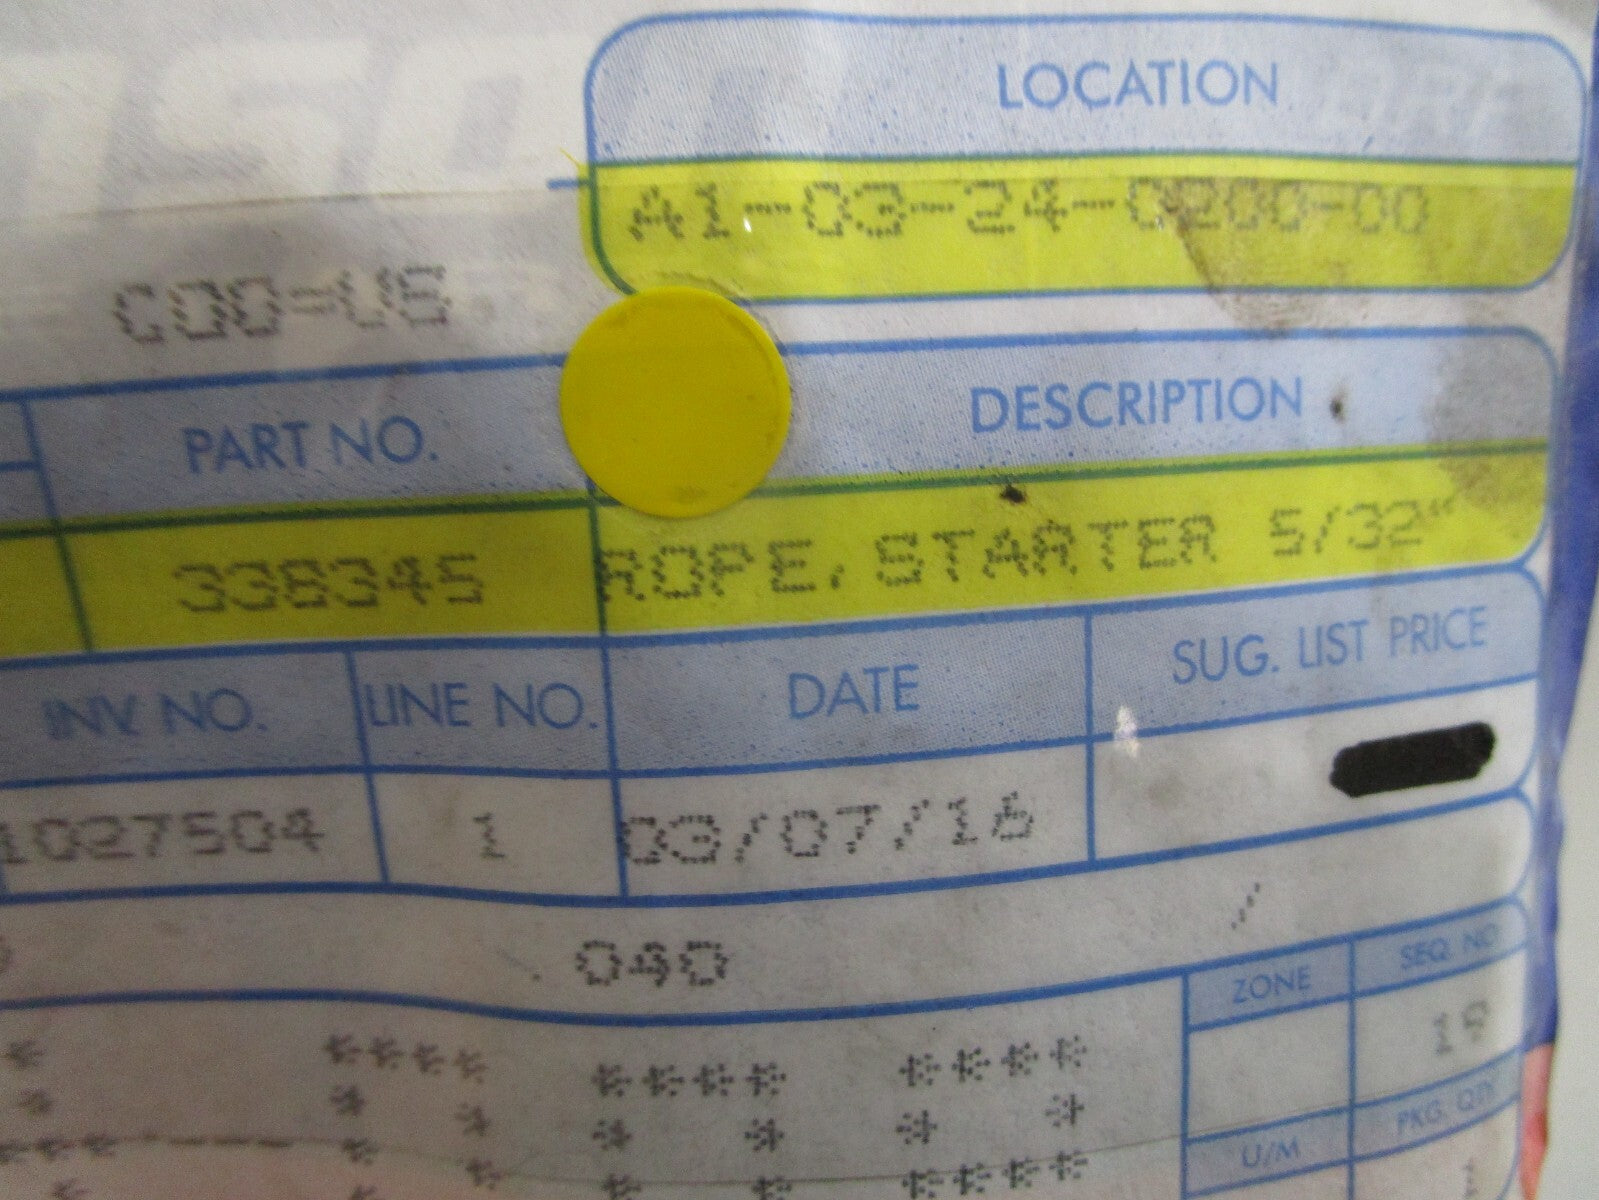 LOCATION
A1-03-24-0200-00
COO=US
PART NO.
DESCRIPTION
338345
ROPE, STARTER 5/32"
INV. NO.
LINE NO.
DATE
SUG. LIST PRICE
1027504
1
03/07/16
/
040
ZONE
SEQ. NO.
19
U/M
PKG. QTY.